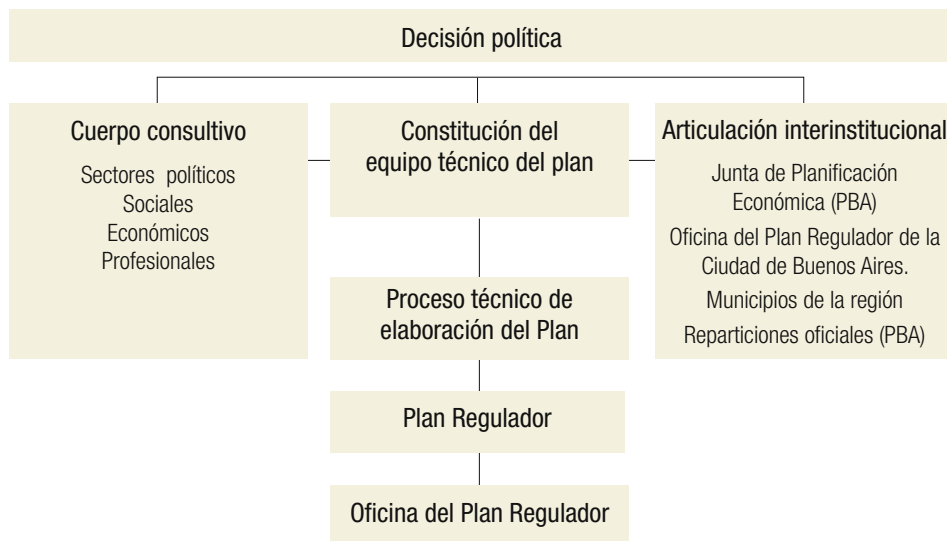 Decisión política
Cuerpo consultivo
Sectores políticos
Sociales
Económicos
Profesionales
Constitución del
equipo técnico del plan
Articulación interinstitucional
Junta de Planificación
Económica (PBA)
Oficina del Plan Regulador de la
Ciudad de Buenos Aires.
Municipios de la región
Reparticiones oficiales (PBA)
Proceso técnico de
elaboración del Plan
Plan Regulador
Oficina del Plan Regulador